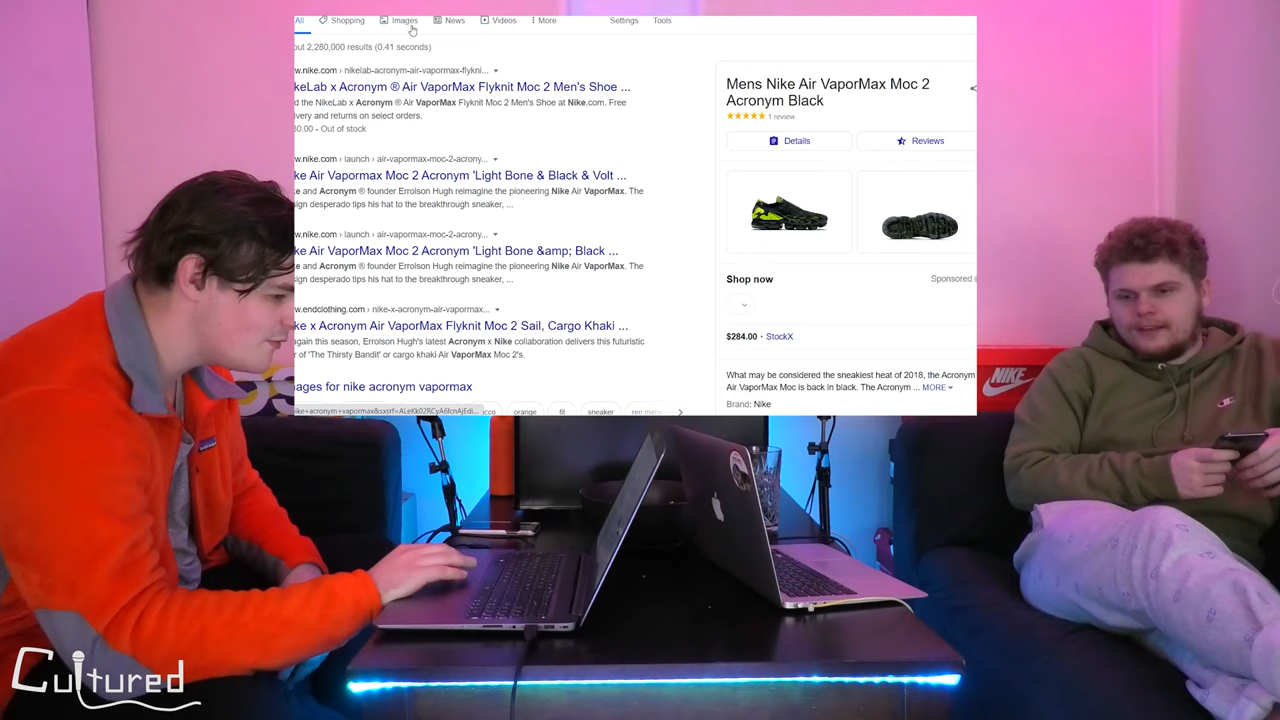 All Shopping Images News Videos More Settings Tools
out 2,280,000 results (0.41 seconds)
w.nike.com › nikelab-acronym-air-vapormax-flykni...
keLab x Acronym ® Air VaporMax Flyknit Moc 2 Men's Shoe ...
d the NikeLab x Acronym ® Air VaporMax Flyknit Moc 2 Men's Shoe at Nike.com. Free
very and returns on select orders.
80.00 - Out of stock
w.nike.com › launch › air-vapormax-moc-2-acrony...
ke Air Vapormax Moc 2 Acronym 'Light Bone & Black & Volt ...
e and Acronym ® founder Errolson Hugh reimagine the pioneering Nike Air VaporMax. The
sign desperado tips his hat to the breakthrough sneaker, ...
w.nike.com › launch › air-vapormax-moc-2-acrony...
ke Air VaporMax Moc 2 Acronym 'Light Bone &amp; Black ...
e and Acronym ® founder Errolson Hugh reimagine the pioneering Nike Air VaporMax. The
sign desperado tips his hat to the breakthrough sneaker, ...
w.endclothing.com › nike-x-acronym-air-vapormax...
ke x Acronym Air VaporMax Flyknit Moc 2 Sail, Cargo Khaki ...
again this season, Errolson Hugh's latest Acronym x Nike collaboration delivers this futuristic
r of 'The Thirsty Bandit' or cargo khaki Air VaporMax Moc 2's.
ages for nike acronym vapormax
orange fit sneaker ren mens
Mens Nike Air VaporMax Moc 2
Acronym Black
1 review
Details Reviews
Shop now Sponsored
$284.00 · StockX
What may be considered the sneakiest heat of 2018, the Acronym
Air VaporMax Moc is back in black. The Acronym ... MORE
Brand: Nike
NIKE
Cultured